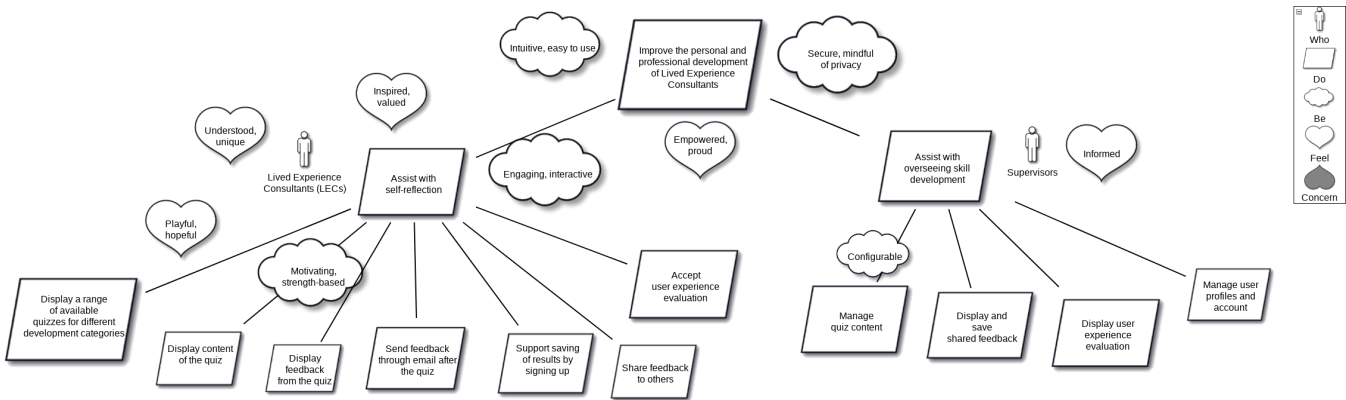 Intuitive, easy to use
Improve the personal and
professional development
of Lived Experience
Consultants
Secure, mindful
of privacy
Who
Do
Be
Feel
Concern
Inspired,
valued
Understood,
unique
Lived Experience
Consultants (LECs)
Assist with
self-reflection
Engaging, interactive
Empowered,
proud
Assist with
overseeing skill
development
Supervisors
Informed
Playful,
hopeful
Motivating,
strength-based
Configurable
Display a range
of available
quizzes for different
development categories
Display content
of the quiz
Display
feedback
from the quiz
Send feedback
through email after
the quiz
Support saving
of results by
signing up
Share feedback
to others
Accept
user experience
evaluation
Manage
quiz content
Display and
save
shared feedback
Display user
experience
evaluation
Manage user
profiles and
account